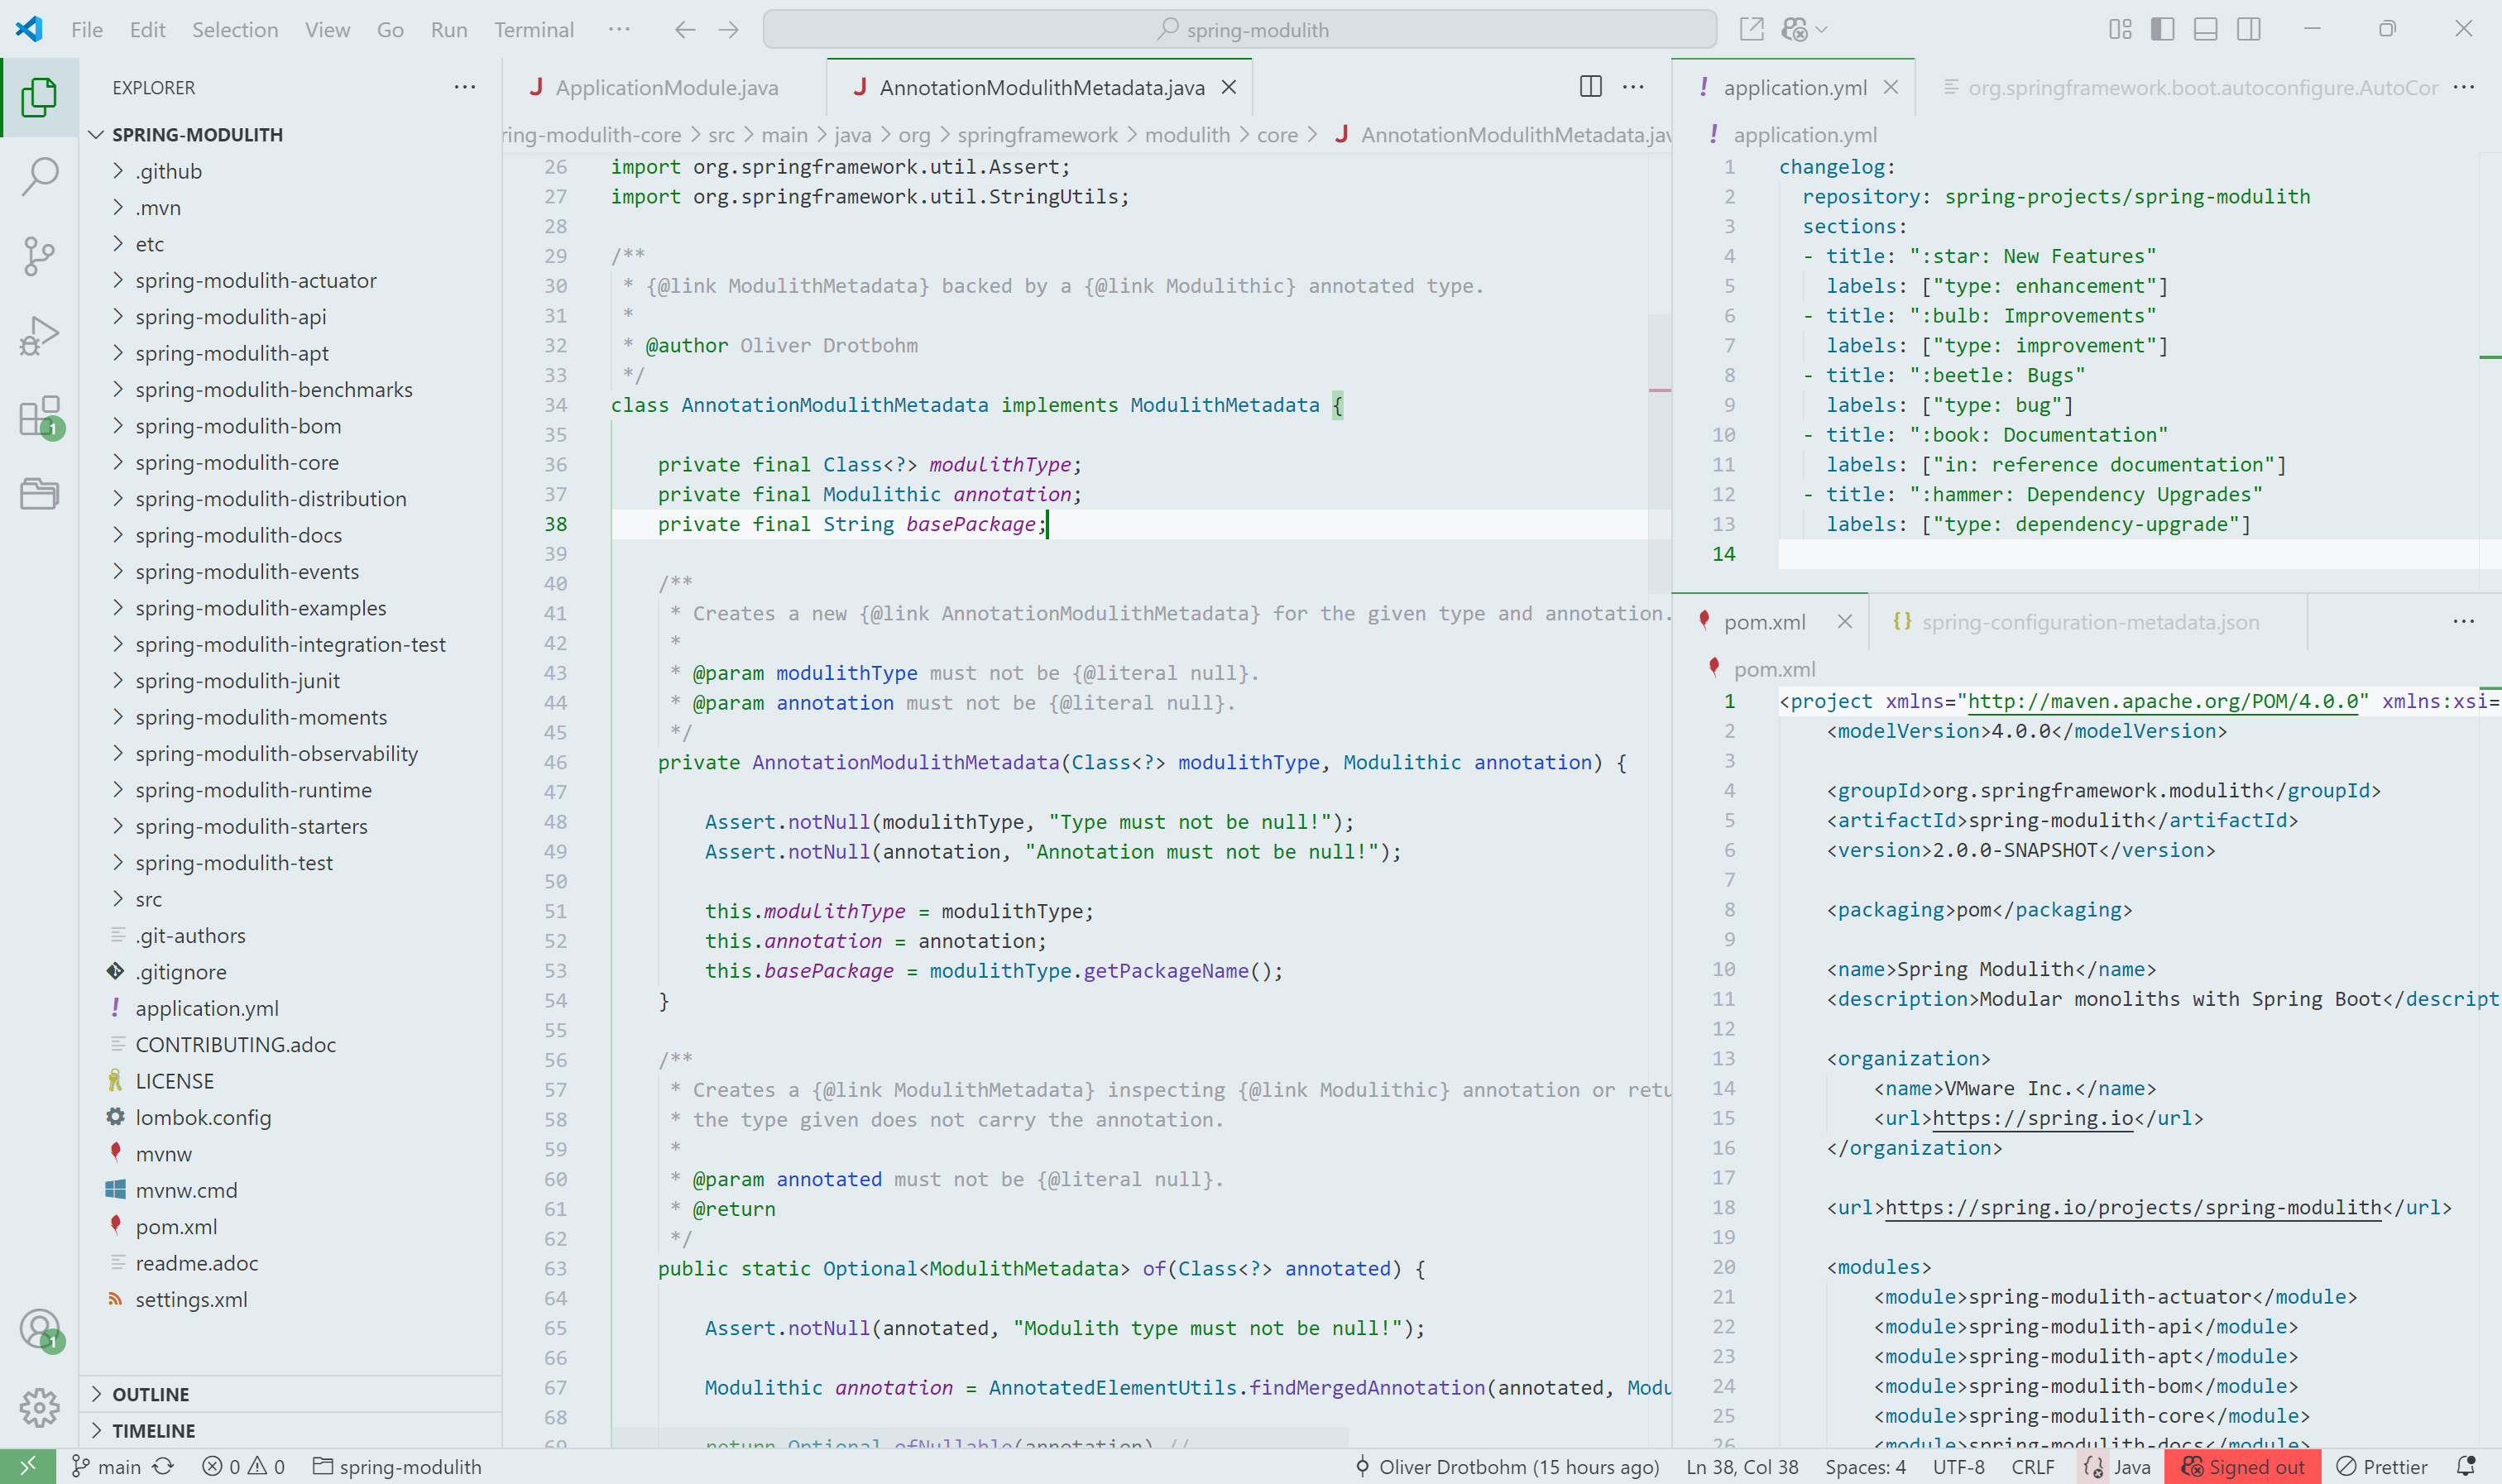 File Edit Selection View Go Run Terminal ··· spring-modulith
EXPLORER ···
SPRING-MODULITH
.github
.mvn
etc
spring-modulith-actuator
spring-modulith-api
spring-modulith-apt
spring-modulith-benchmarks
spring-modulith-bom
spring-modulith-core
spring-modulith-distribution
spring-modulith-docs
spring-modulith-events
spring-modulith-examples
spring-modulith-integration-test
spring-modulith-junit
spring-modulith-moments
spring-modulith-observability
spring-modulith-runtime
spring-modulith-starters
spring-modulith-test
src
.git-authors
.gitignore
! application.yml
CONTRIBUTING.adoc
LICENSE
lombok.config
mvnw
mvnw.cmd
pom.xml
readme.adoc
settings.xml
OUTLINE
TIMELINE
1
1
J ApplicationModule.java J AnnotationModulithMetadata.java
ring-modulith-core > src > main > java > org > springframework > modulith > core > J AnnotationModulithMetadata.jav
26 import org.springframework.util.Assert;
27 import org.springframework.util.StringUtils;
28
29 /**
30 * {@link ModulithMetadata} backed by a {@link Modulithic} annotated type.
31 *
32 * @author Oliver Drotbohm
33 */
34 class AnnotationModulithMetadata implements ModulithMetadata {
35
36 private final Class<?> modulithType;
37 private final Modulithic annotation;
38 private final String basePackage;
39
40 /**
41 * Creates a new {@link AnnotationModulithMetadata} for the given type and annotation.
42 *
43 * @param modulithType must not be {@literal null}.
44 * @param annotation must not be {@literal null}.
45 */
46 private AnnotationModulithMetadata(Class<?> modulithType, Modulithic annotation) {
47
48 Assert.notNull(modulithType, "Type must not be null!");
49 Assert.notNull(annotation, "Annotation must not be null!");
50
51 this.modulithType = modulithType;
52 this.annotation = annotation;
53 this.basePackage = modulithType.getPackageName();
54 }
55
56 /**
57 * Creates a {@link ModulithMetadata} inspecting {@link Modulithic} annotation or retu
58 * the type given does not carry the annotation.
59 *
60 * @param annotated must not be {@literal null}.
61 * @return
62 */
63 public static Optional<ModulithMetadata> of(Class<?> annotated) {
64
65 Assert.notNull(annotated, "Modulith type must not be null!");
66
67 Modulithic annotation = AnnotatedElementUtils.findMergedAnnotation(annotated, Modu
68
69 return Optional.ofNullable(annotation) //
! application.yml org.springframework.boot.autoconfigure.AutoCor ···
! application.yml
1 changelog:
2 repository: spring-projects/spring-modulith
3 sections:
4 - title: ":star: New Features"
5 labels: ["type: enhancement"]
6 - title: ":bulb: Improvements"
7 labels: ["type: improvement"]
8 - title: ":beetle: Bugs"
9 labels: ["type: bug"]
10 - title: ":book: Documentation"
11 labels: ["in: reference documentation"]
12 - title: ":hammer: Dependency Upgrades"
13 labels: ["type: dependency-upgrade"]
14
pom.xml {} spring-configuration-metadata.json ···
pom.xml
1 <project xmlns="http://maven.apache.org/POM/4.0.0" xmlns:xsi=
2 <modelVersion>4.0.0</modelVersion>
3
4 <groupId>org.springframework.modulith</groupId>
5 <artifactId>spring-modulith</artifactId>
6 <version>2.0.0-SNAPSHOT</version>
7
8 <packaging>pom</packaging>
9
10 <name>Spring Modulith</name>
11 <description>Modular monoliths with Spring Boot</descript
12
13 <organization>
14 <name>VMware Inc.</name>
15 <url>https://spring.io</url>
16 </organization>
17
18 <url>https://spring.io/projects/spring-modulith</url>
19
20 <modules>
21 <module>spring-modulith-actuator</module>
22 <module>spring-modulith-api</module>
23 <module>spring-modulith-apt</module>
24 <module>spring-modulith-bom</module>
25 <module>spring-modulith-core</module>
26 <module>spring-modulith-docs</module>
main 0 0 spring-modulith Oliver Drotbohm (15 hours ago) Ln 38, Col 38 Spaces: 4 UTF-8 CRLF Java Signed out Prettier